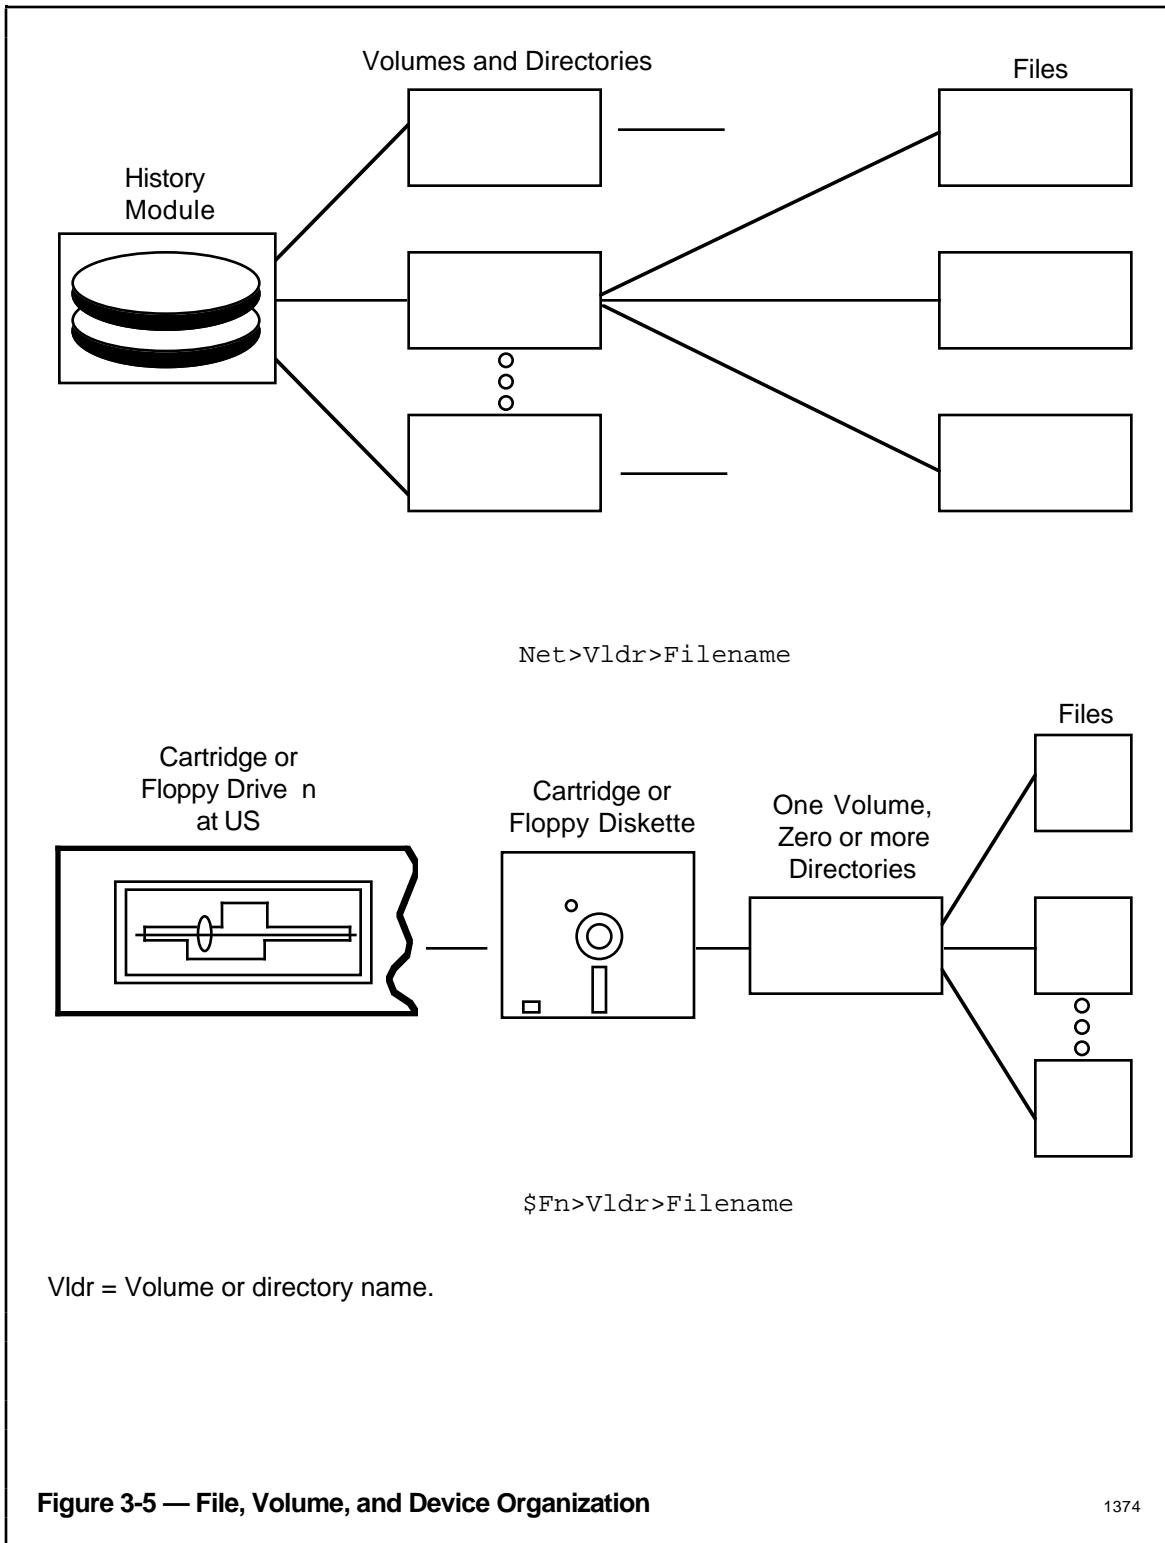 Volumes and Directories
Files
History
Module
Net>Vldr>Filename
Files
Cartridge or
Floppy Drive n
at US
Cartridge or
Floppy Diskette
One Volume,
Zero or more
Directories
$Fn>Vldr>Filename
Vldr = Volume or directory name.
Figure 3-5 — File, Volume, and Device Organization
1374